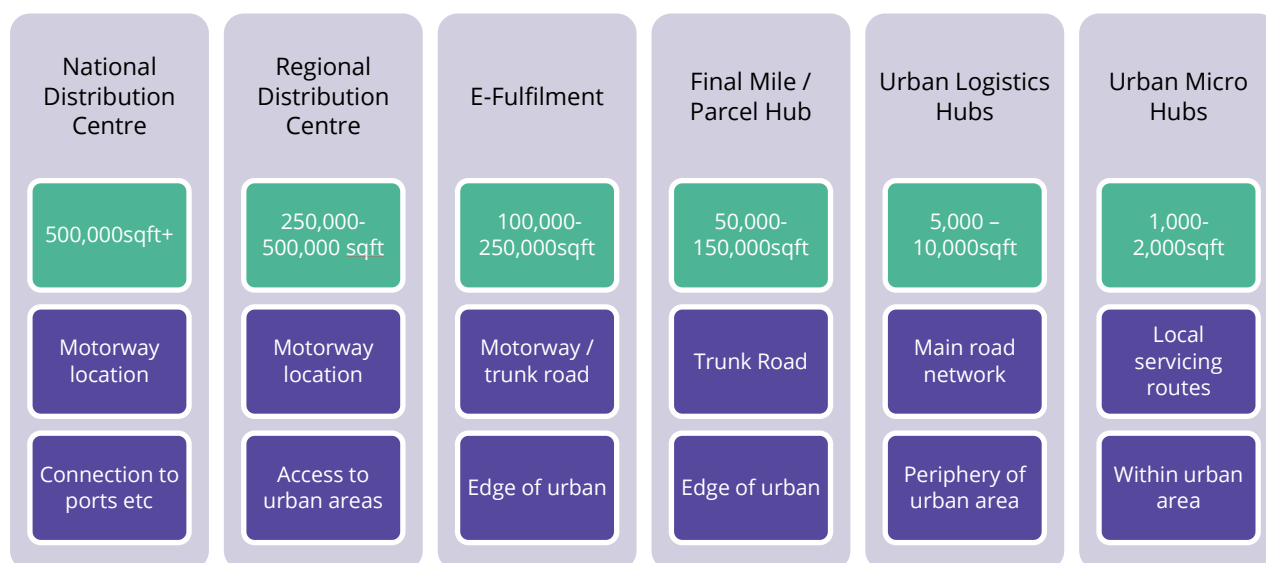 National
Distribution
Centre
500,000sqft+
Motorway
location
Connection to
ports etc
Regional
Distribution
Centre
250,000-
500,000 sqft
Motorway
location
Access to
urban areas
E-Fulfilment
100,000-
250,000sqft
Motorway /
trunk road
Edge of urban
Final Mile /
Parcel Hub
50,000-
150,000sqft
Trunk Road
Edge of urban
Urban Logistics
Hubs
5,000 –
10,000sqft
Main road
network
Periphery of
urban area
Urban Micro
Hubs
1,000-
2,000sqft
Local
servicing
routes
Within urban
area